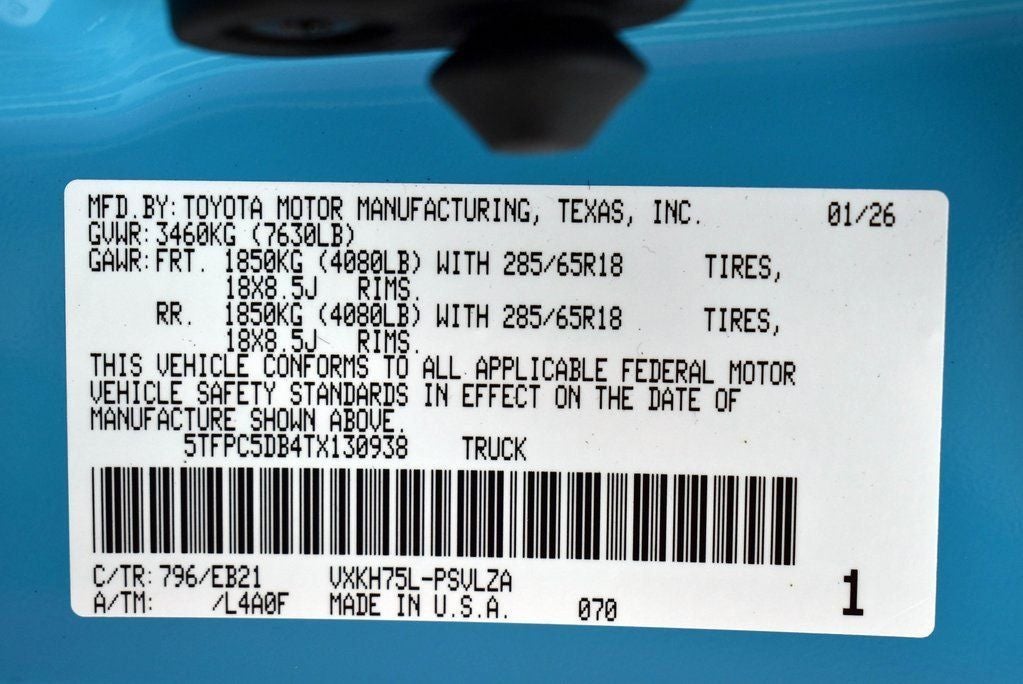 MFD.BY: TOYOTA MOTOR MANUFACTURING, TEXAS, INC. 01/26
GVWR: 3460KG (7630LB)
GAWR: FRT. 1850KG (4080LB) WITH 285/65R18 TIRES,
18X8.5J RIMS.
RR. 1850KG (4080LB) WITH 285/65R18 TIRES,
18X8.5J RIMS.
THIS VEHICLE CONFORMS TO ALL APPLICABLE FEDERAL MOTOR
VEHICLE SAFETY STANDARDS IN EFFECT ON THE DATE OF
MANUFACTURE SHOWN ABOVE.
5TFPC5DB4TX130938 TRUCK
C/TR: 796/EB21 VXKH75L-PSVLZA
A/TM: /L4A0F MADE IN U.S.A. 070 1